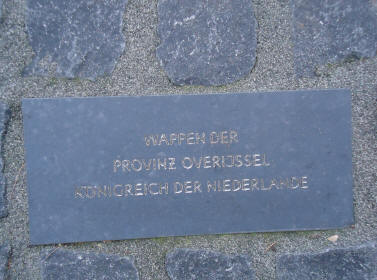 WAPPEN DER
PROVINZ OVERIJSSEL
KÖNIGREICH DER NIEDERLANDE